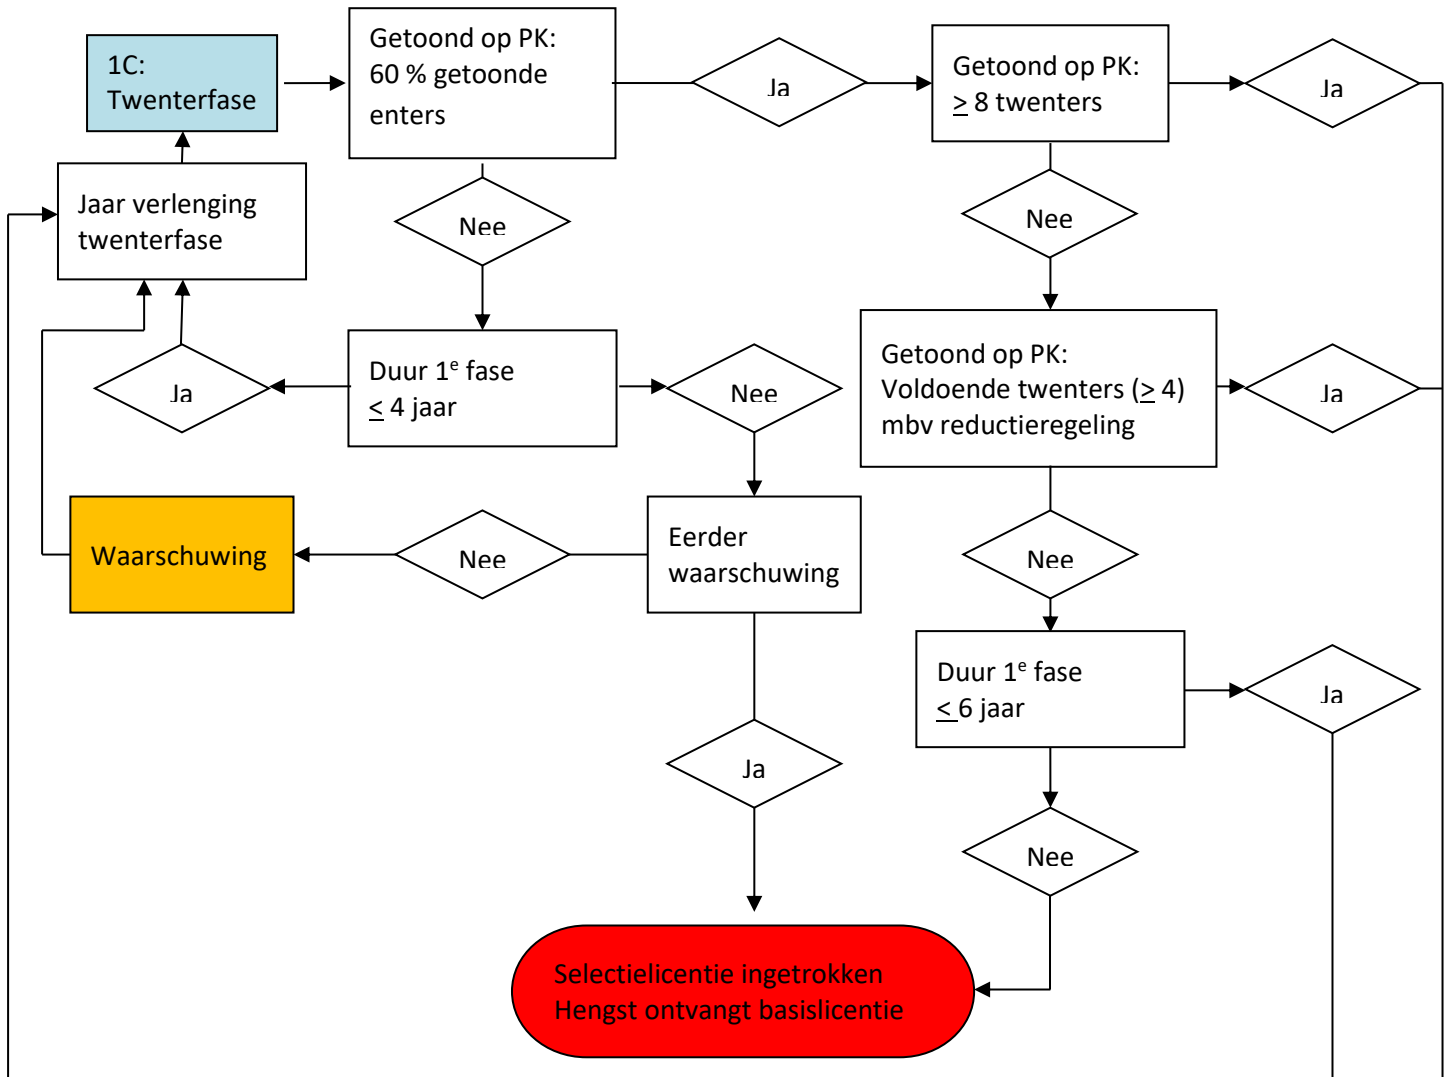 1C:
Twenterfase
Getoond op PK:
60 % getoonde
enters
Ja
Getoond op PK:
≥ 8 twenters
Ja
Jaar verlenging
twenterfase
Nee
Nee
Ja
Duur 1e fase
≤ 4 jaar
Nee
Getoond op PK:
Voldoende twenters (≥ 4)
mbv reductieregeling
Ja
Waarschuwing
Nee
Eerder
waarschuwing
Nee
Duur 1e fase
≤ 6 jaar
Ja
Ja
Nee
Selectielicentie ingetrokken
Hengst ontvangt basislicentie